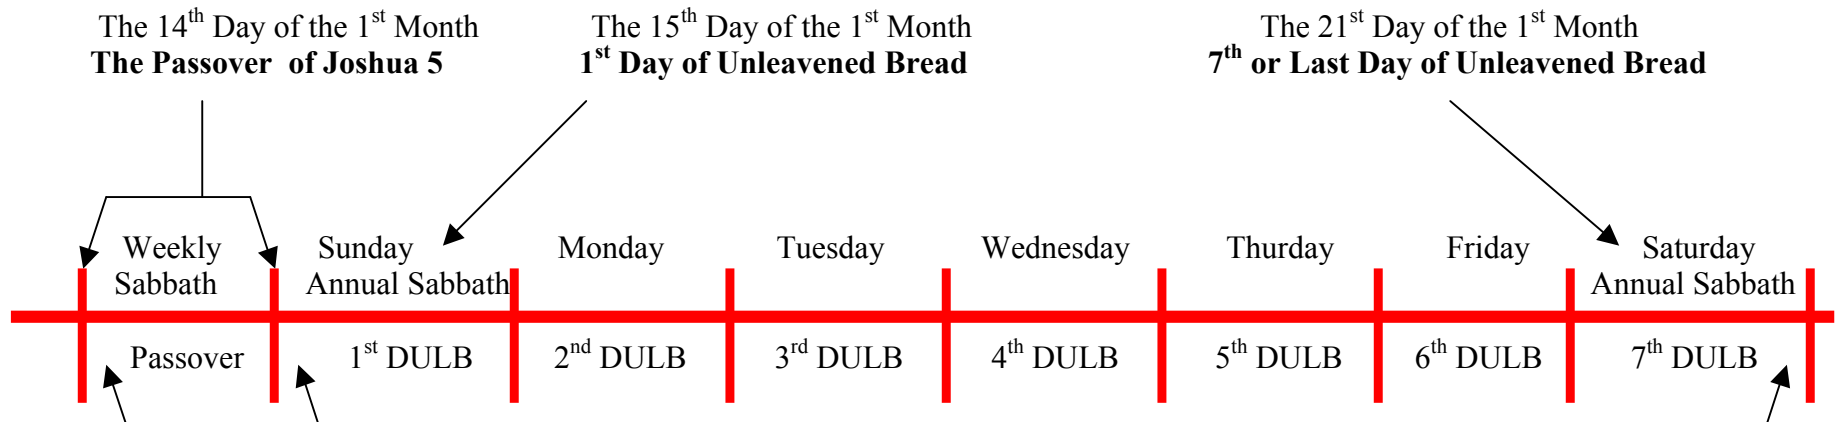 The 14th Day of the 1st Month
The Passover of Joshua 5
The 15th Day of the 1st Month
1st Day of Unleavened Bread
The 21st Day of the 1st Month
7th or Last Day of Unleavened Bread
Weekly
Sabbath
Sunday
Annual Sabbath
Monday
Tuesday
Wednesday
Thurday
Friday
Saturday
Annual Sabbath
Passover
1st DULB
2nd DULB
3rd DULB
4th DULB
5th DULB
6th DULB
7th DULB